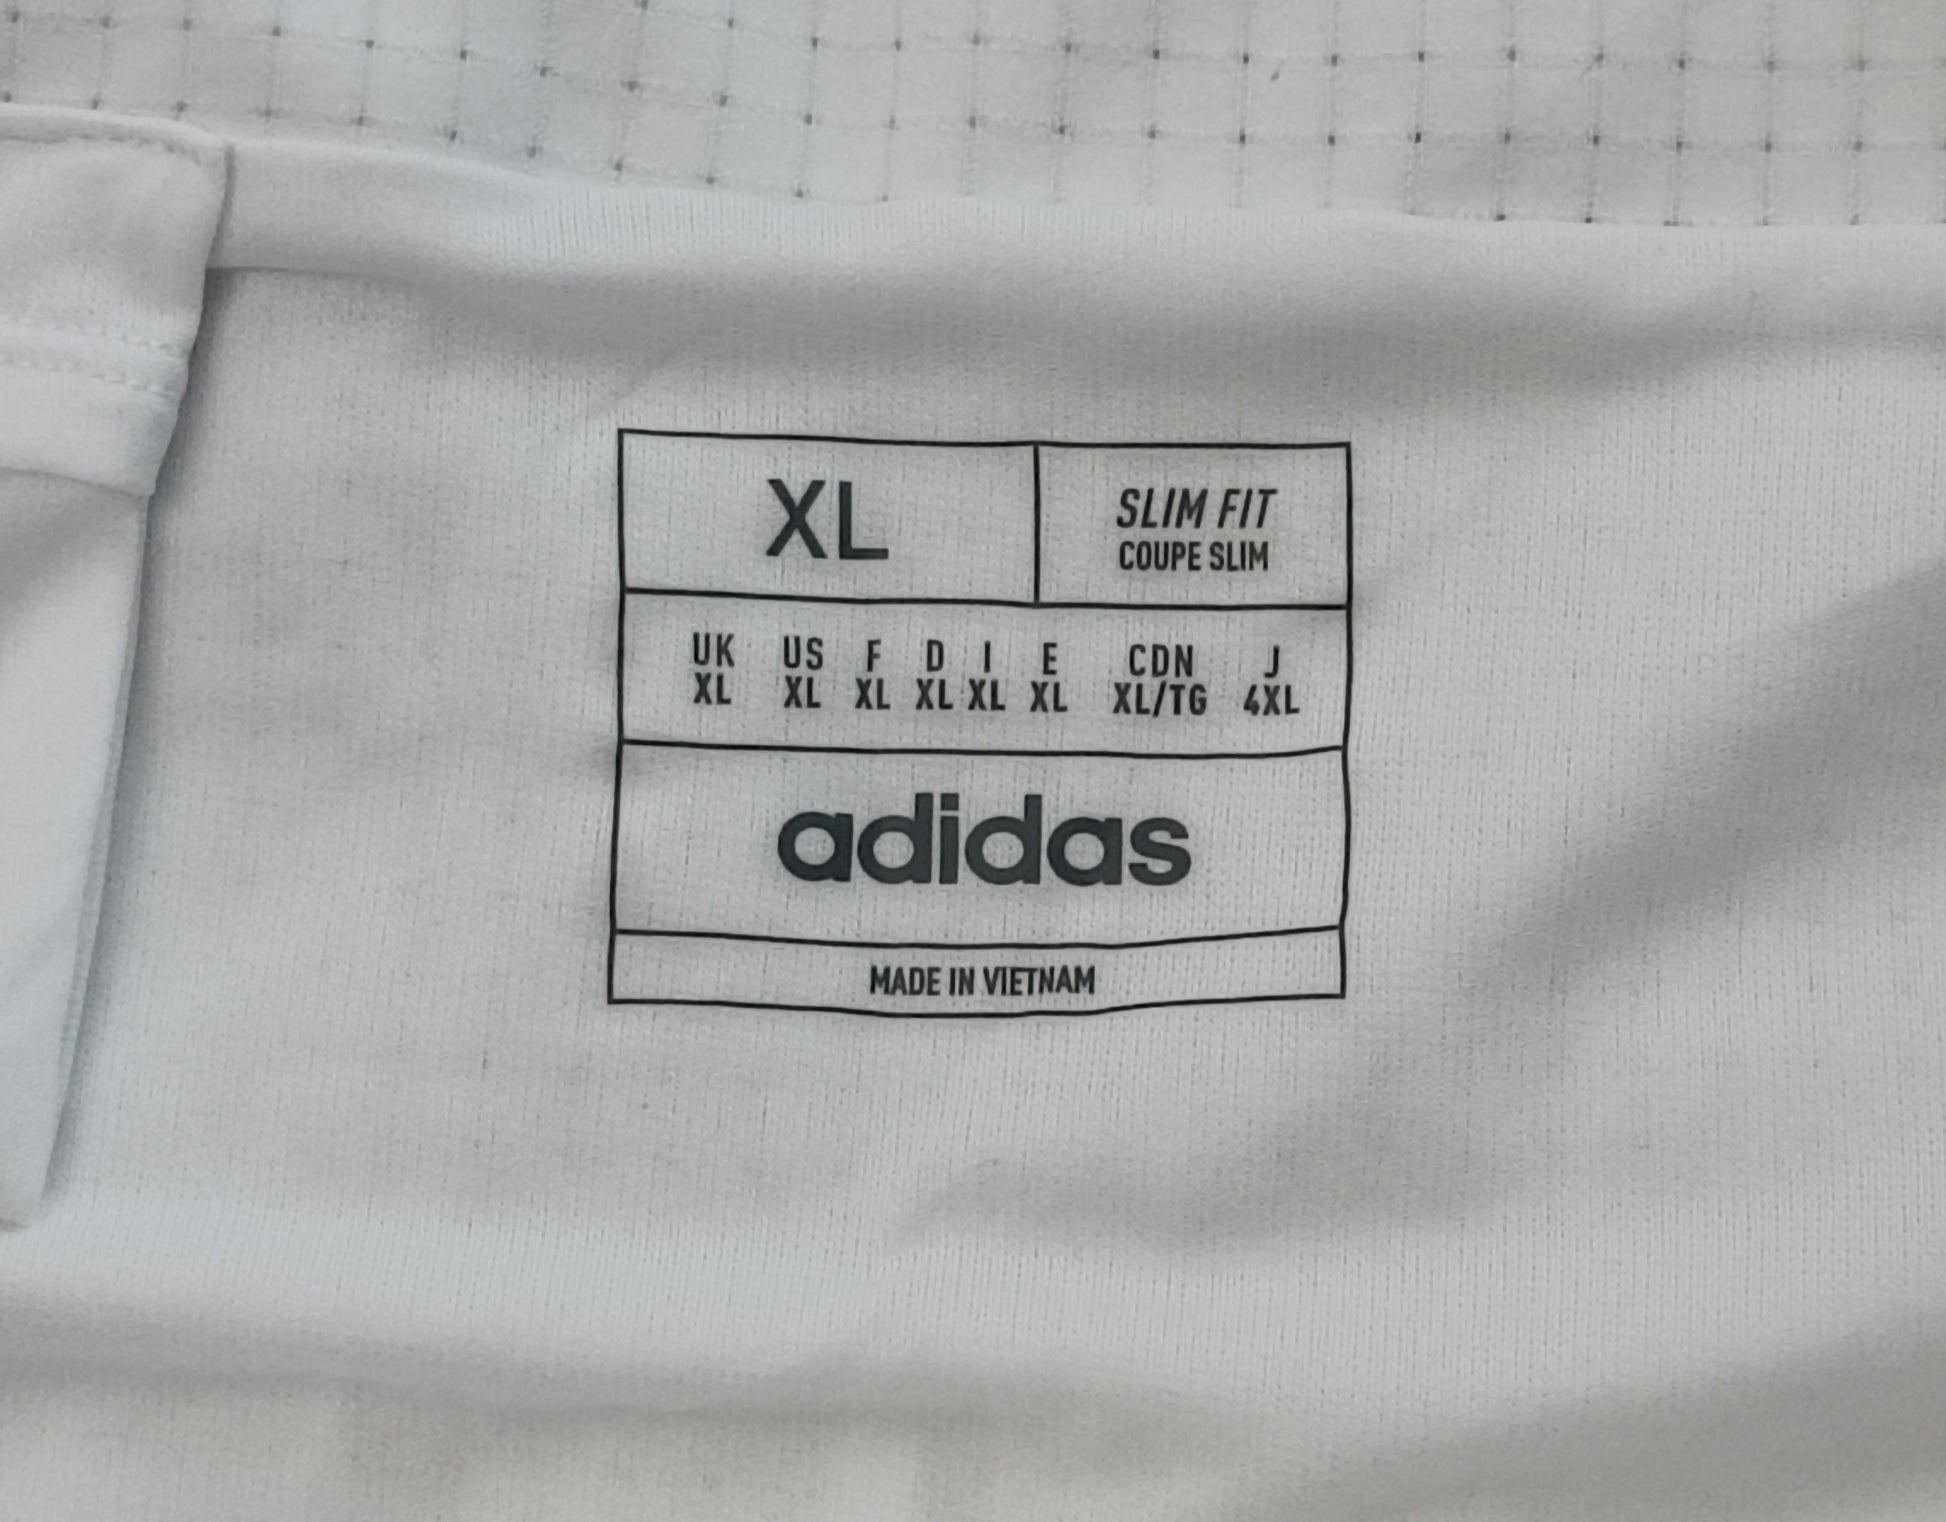 XL
SLIM FIT
COUPE SLIM
UK US F D I E CDN J
XL XL XL XL XL XL XL/TG 4XL
adidas
MADE IN VIETNAM